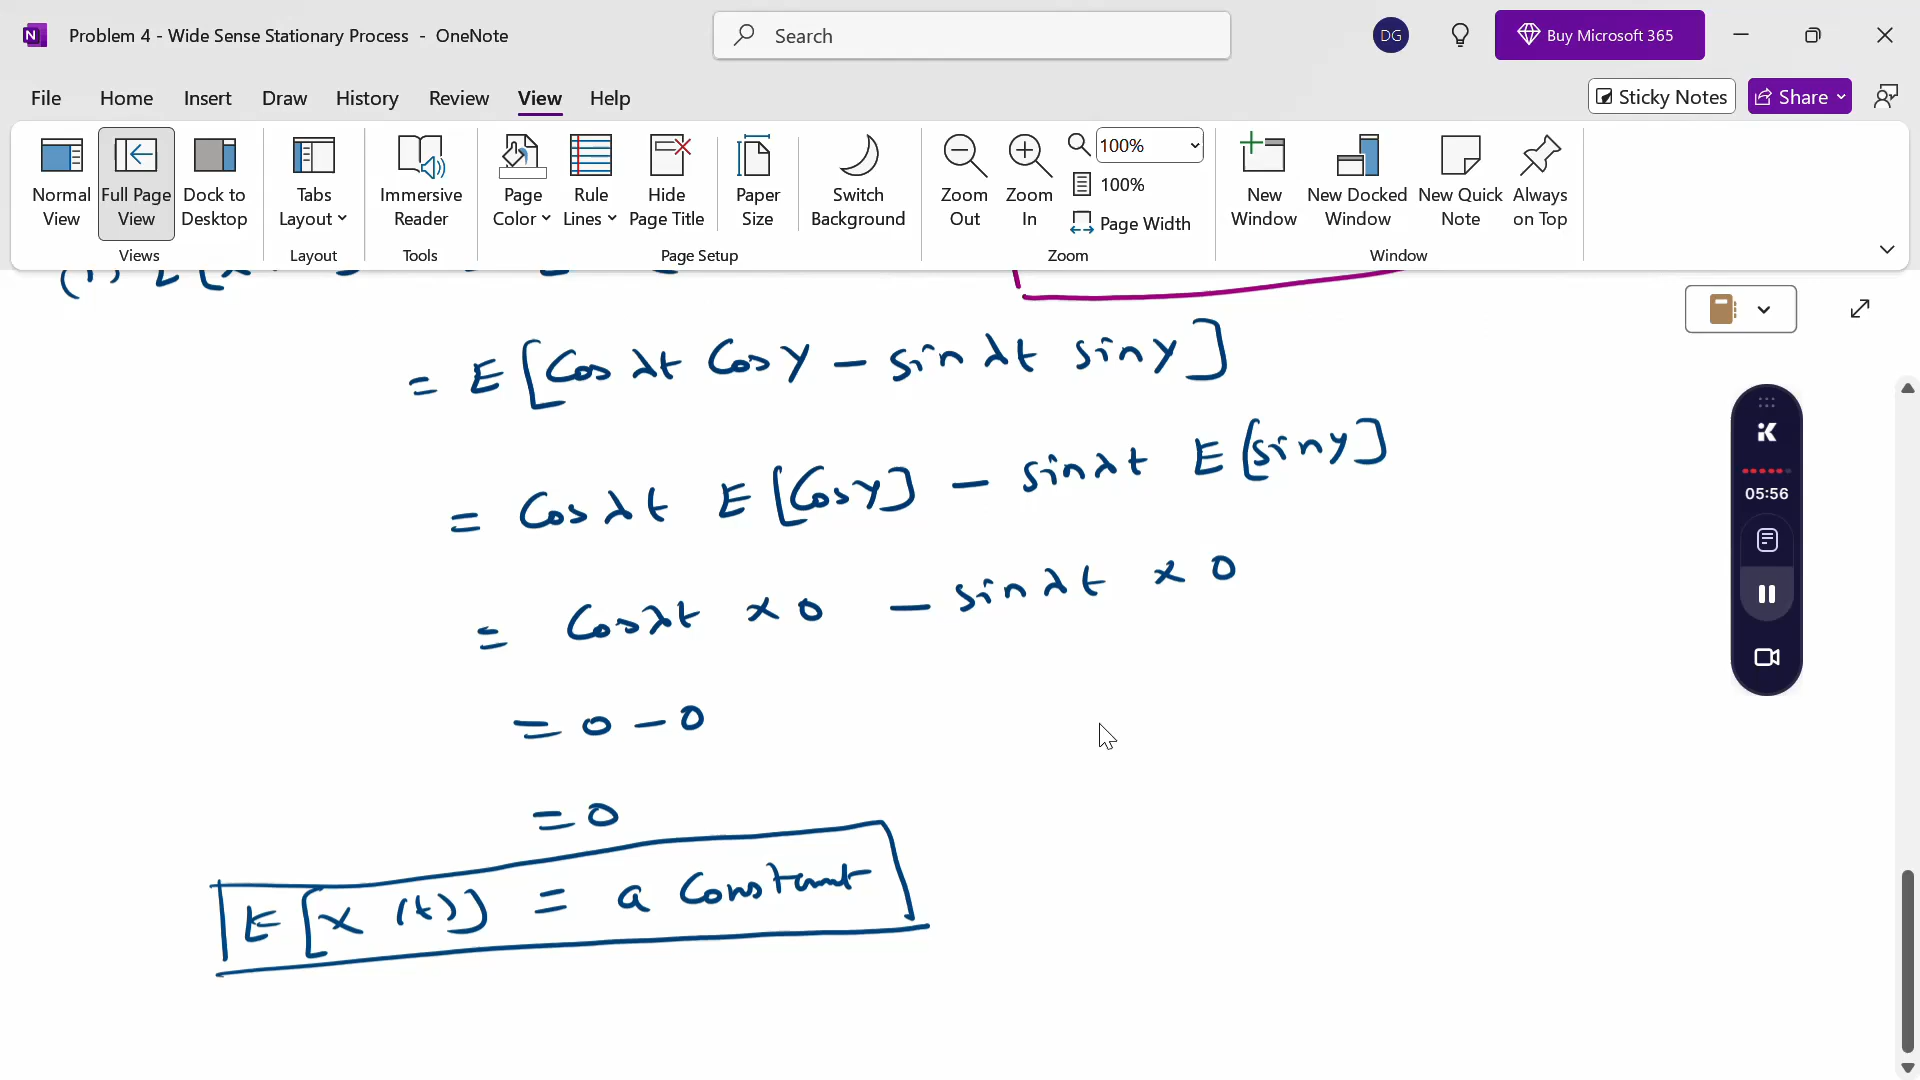 Problem 4 - Wide Sense Stationary Process - OneNote
Search
DG
Buy Microsoft 365
File Home Insert Draw History Review View Help
Sticky Notes
Share
Normal View
Full Page View
Dock to Desktop
Views
Tabs Layout
Layout
Immersive Reader
Tools
Page Color
Rule Lines
Hide Page Title
Paper Size
Switch Background
Page Setup
Zoom Out
Zoom In
100%
100%
Page Width
Zoom
New Window
New Docked Window
New Quick Note
Always on Top
Window
= E[Cos λt Cos y - sin λt sin y]
= Cos λt E[Cos y] - sin λt E[sin y]
= Cos λt × 0 - sin λt × 0
= 0 - 0
= 0
E[x(t)] = a Constant
05:56